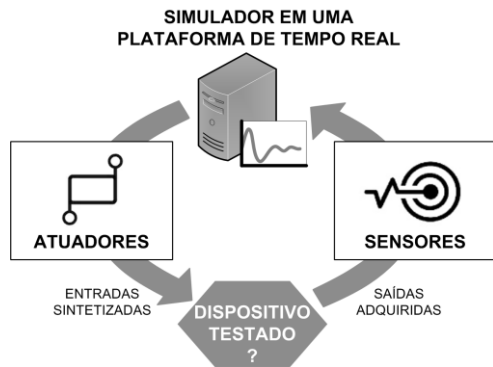 SIMULADOR EM UMA
PLATAFORMA DE TEMPO REAL
ATUADORES
SENSORES
ENTRADAS
SINTETIZADAS
DISPOSITIVO
TESTADO
?
SAÍDAS
ADQUIRIDAS